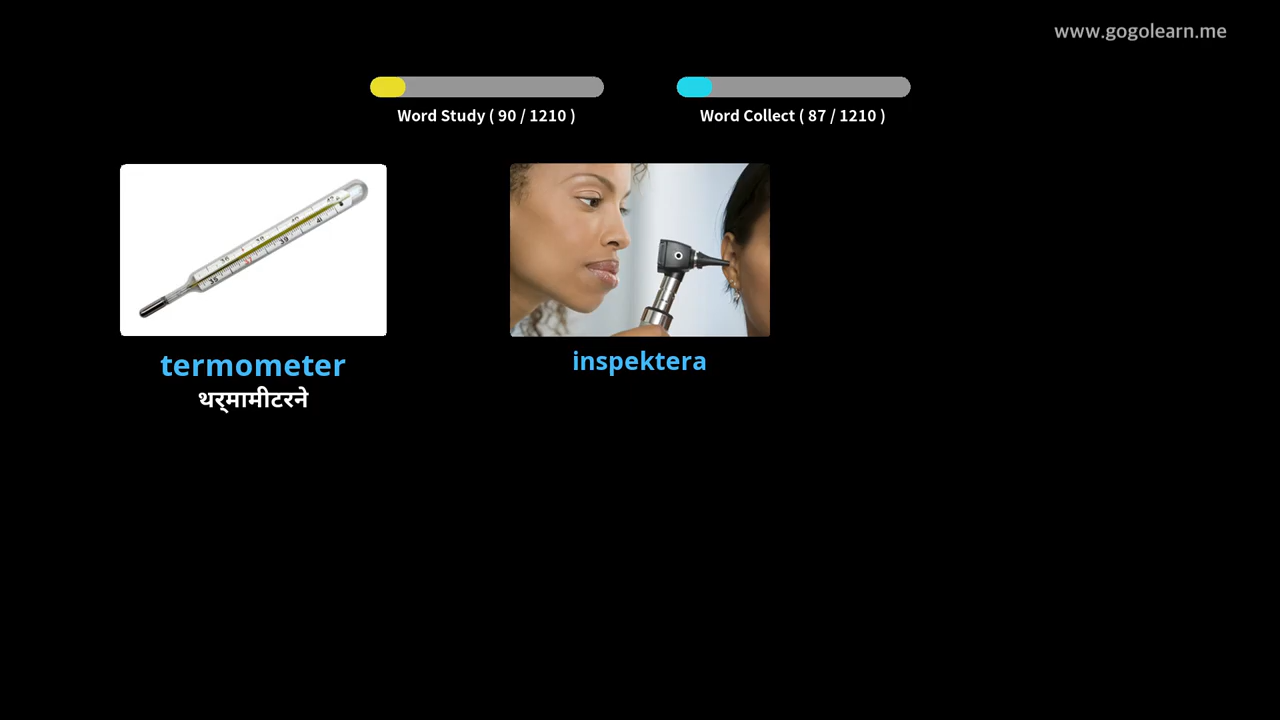 www.gogolearn.me
Word Study ( 90 / 1210 )
Word Collect ( 87 / 1210 )
termometer
थर्मामीटरने
inspektera